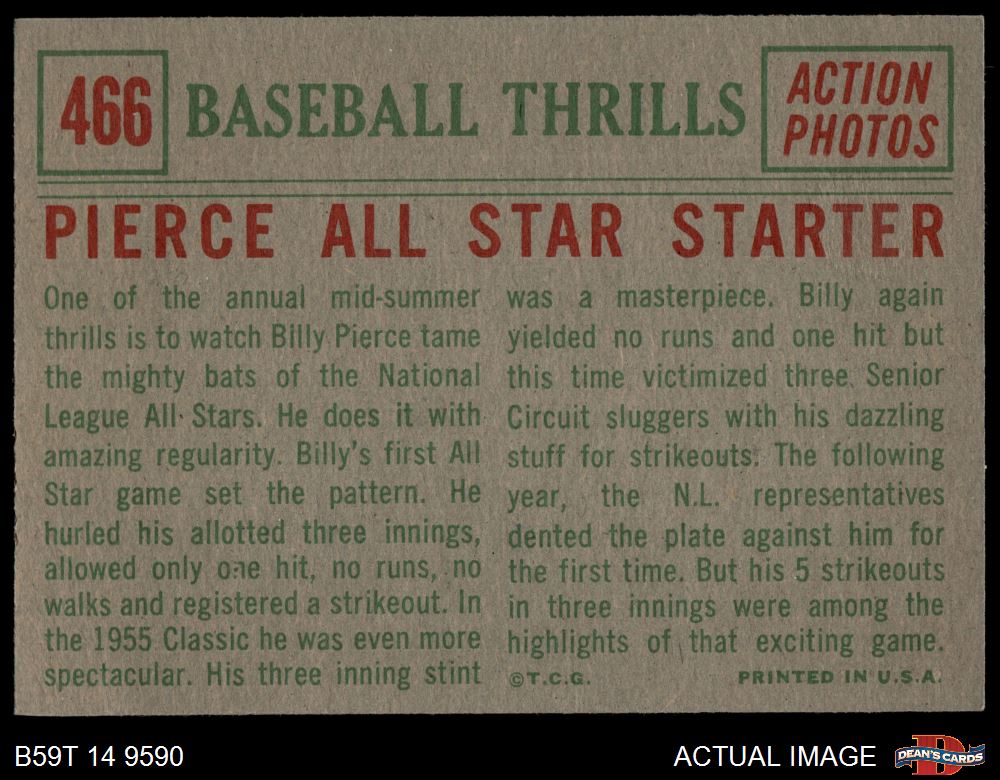 466
BASEBALL THRILLS
ACTION
PHOTOS
PIERCE ALL STAR STARTER
One of the annual mid-summer
thrills is to watch Billy Pierce tame
the mighty bats of the National
League All Stars. He does it with
amazing regularity. Billy's first All
Star game set the pattern. He
hurled his allotted three innings,
allowed only one hit, no runs, no
walks and registered a strikeout. In
the 1955 Classic he was even more
spectacular. His three inning stint
was a masterpiece. Billy again
yielded no runs and one hit but
this time victimized three Senior
Circuit sluggers with his dazzling
stuff for strikeouts. The following
year, the N.L. representatives
dented the plate against him for
the first time. But his 5 strikeouts
in three innings were among the
highlights of that exciting game.
©T.C.G. PRINTED IN U.S.A.
B59T 14 9590
ACTUAL IMAGE
D
DEAN'S CARDS